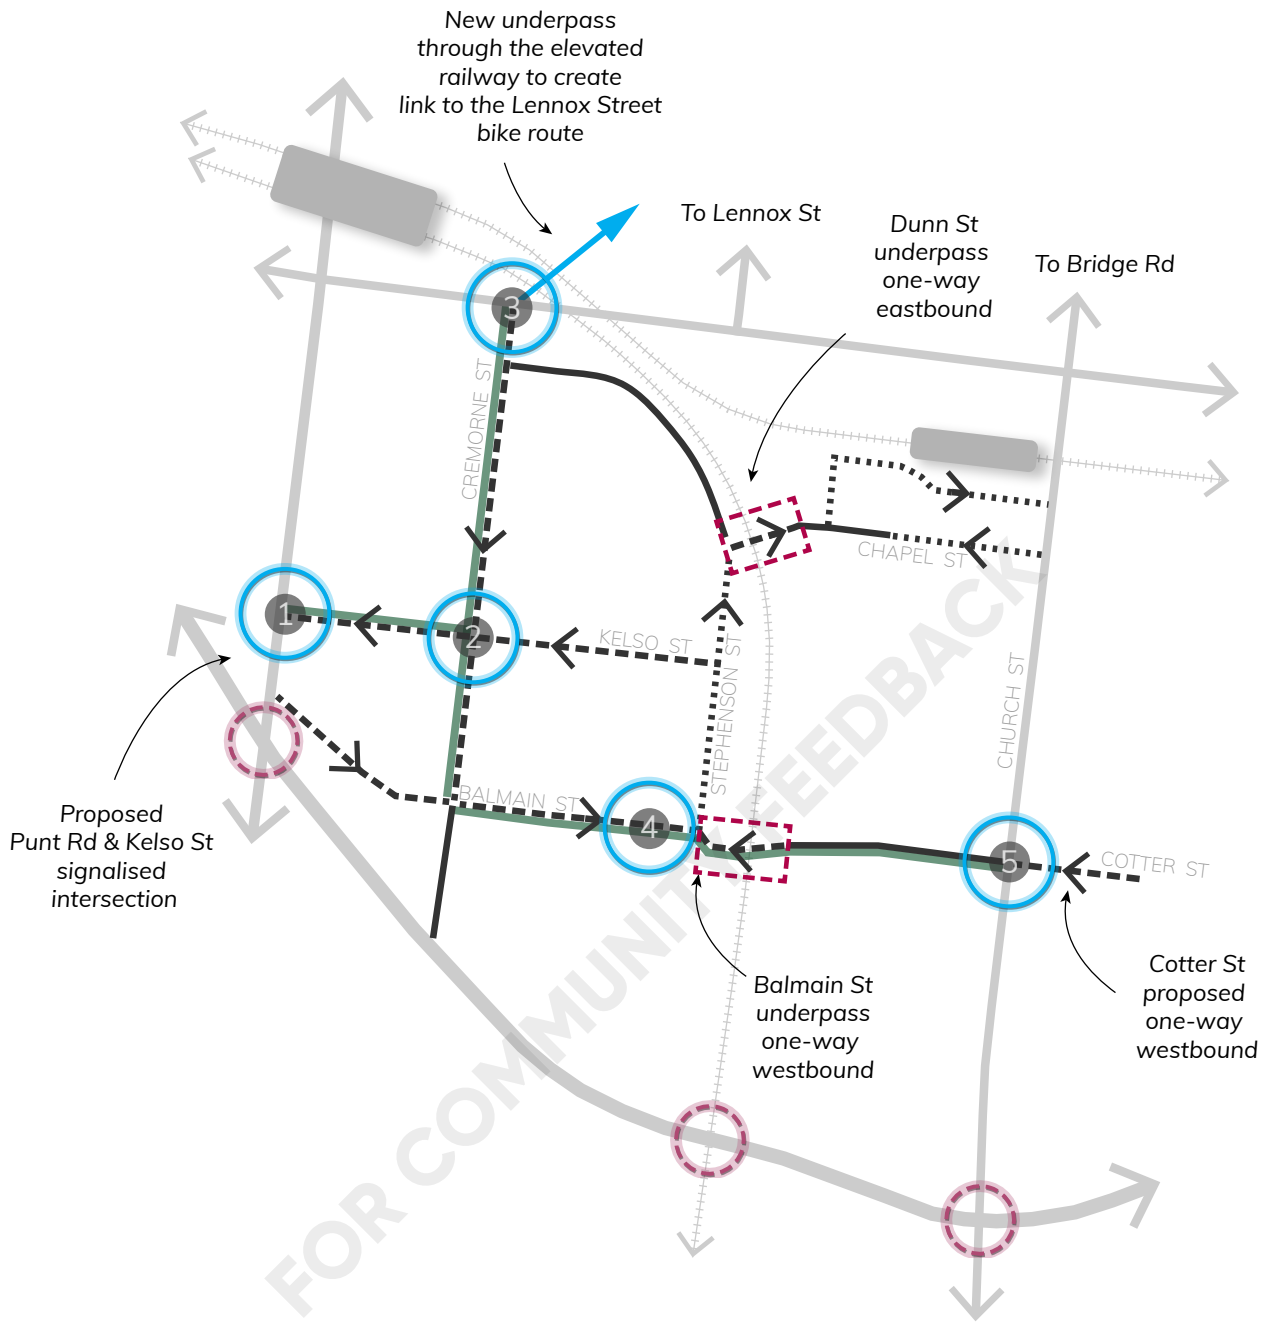 New underpass
through the elevated
railway to create
link to the Lennox Street
bike route
To Lennox St
Dunn St
underpass
one-way
eastbound
To Bridge Rd
3
CREMORNE ST
CHAPEL ST
1
2
KELSO ST
STEPHENSON ST
CHURCH ST
BALMAIN ST
4
5
COTTER ST
Proposed
Punt Rd & Kelso St
signalised
intersection
Balmain St
underpass
one-way
westbound
Cotter St
proposed
one-way
westbound
FOR COMMUNITY FEEDBACK